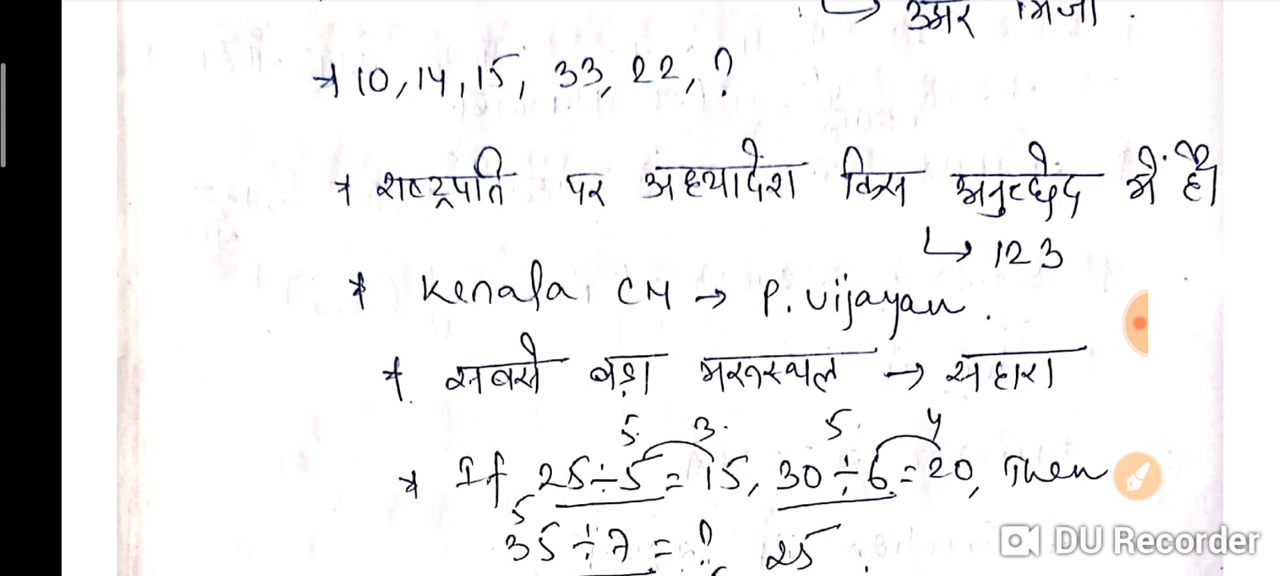 ↳ उमर मिर्जा.
→ 10, 14, 15, 33, 22, ?
* राष्ट्रपति पर अध्यादेश किस अनुच्छेद में है।
↳ 123
* Kerala CM → P. Vijayan.
* सबसे बड़ा मरुस्थल → सहारा
5 3. 5 4
* If 25÷5=15, 30÷6=20, Then
5
35÷7=? 25.
DU Recorder